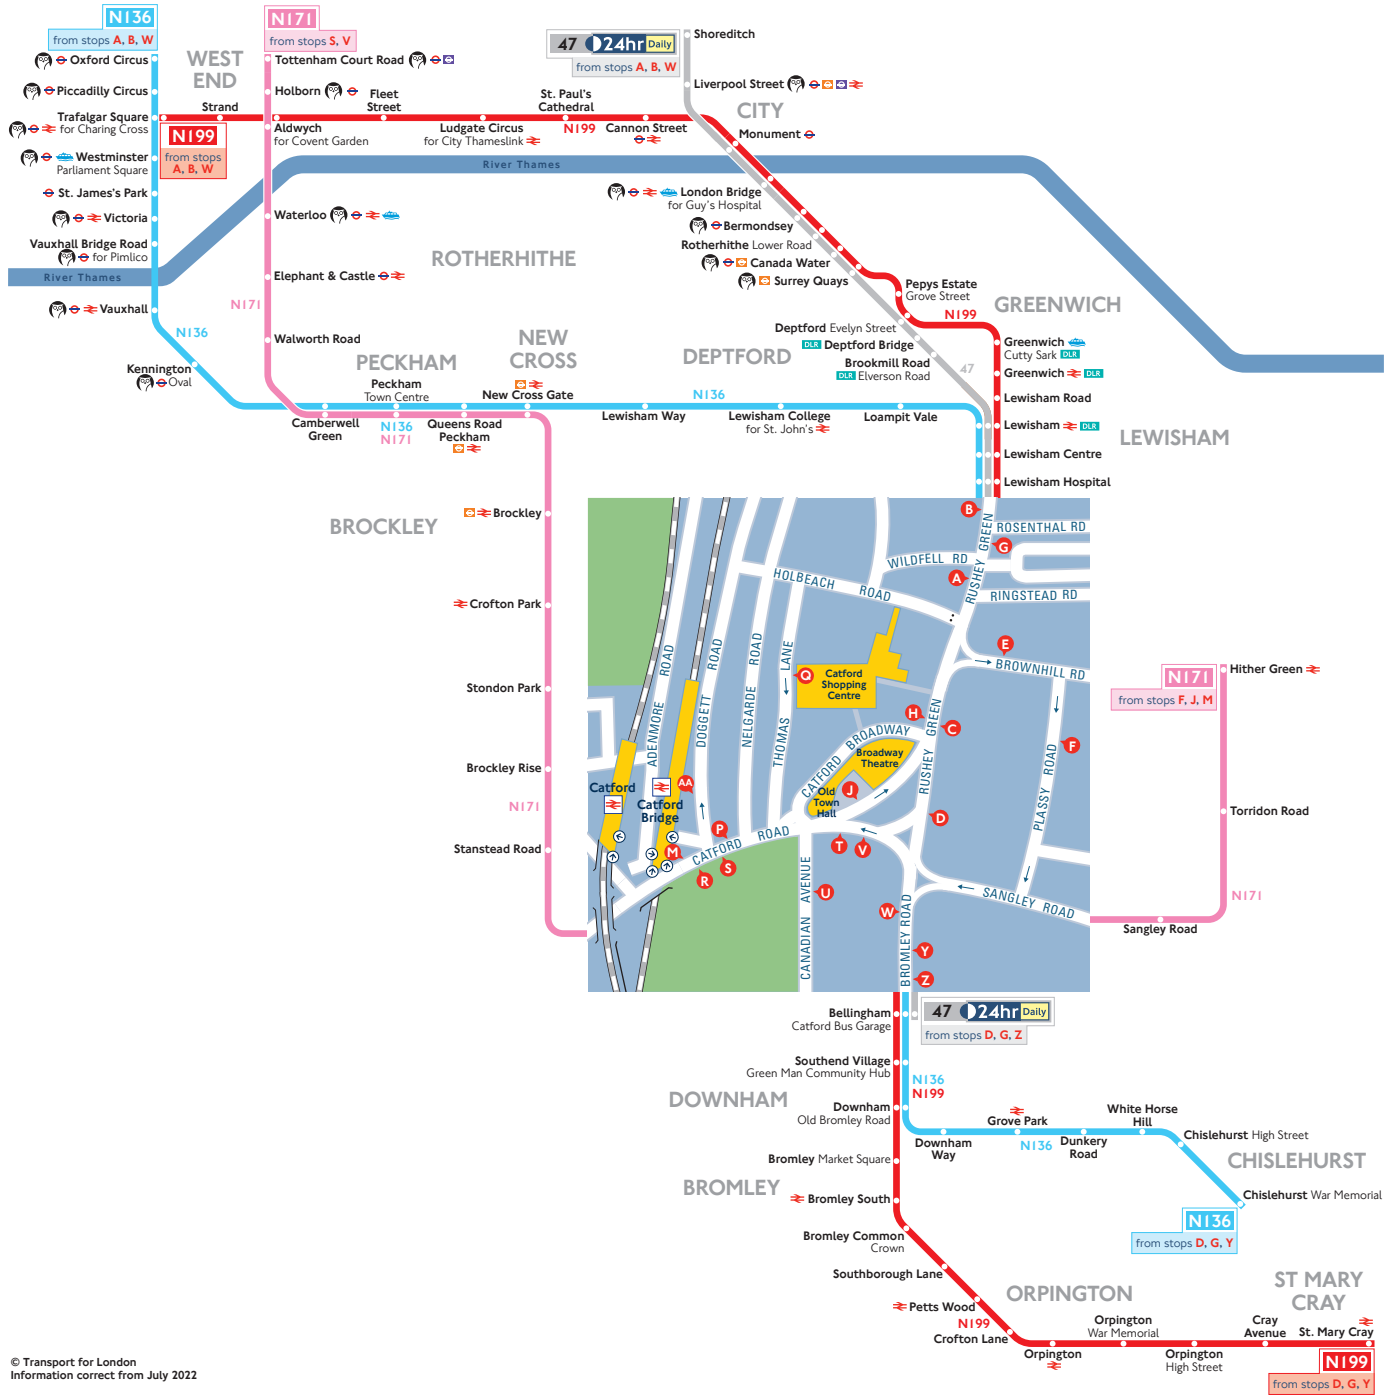 N136
from stops A, B, W
Oxford Circus
Piccadilly Circus
Trafalgar Square
for Charing Cross
Westminster
Parliament Square
St. James's Park
Victoria
Vauxhall Bridge Road
for Pimlico
River Thames
Vauxhall
N136
Kennington
Oval
WEST
END
Strand
N199
from stops
A, B, W
N171
from stops S, V
Tottenham Court Road
Holborn
Fleet
Street
Aldwych
for Covent Garden
Ludgate Circus
for City Thameslink
St. Paul's
Cathedral
N199
Cannon Street
River Thames
Waterloo
ROTHERHITHE
Elephant & Castle
N171
Walworth Road
47 24hr Daily
from stops A, B, W
Shoreditch
Liverpool Street
CITY
Monument
London Bridge
for Guy's Hospital
Bermondsey
Rotherhithe Lower Road
Canada Water
Surrey Quays
Pepys Estate
Grove Street
GREENWICH
N199
Deptford Evelyn Street
DLR Deptford Bridge
Brookmill Road
DLR Elverson Road
47
Greenwich
Cutty Sark DLR
Greenwich DLR
Lewisham Road
Lewisham DLR
LEWISHAM
Lewisham Centre
Lewisham Hospital
PECKHAM
Peckham
Town Centre
NEW
CROSS
New Cross Gate
DEPTFORD
N136
Camberwell
Green
N136
N171
Queens Road
Peckham
Lewisham Way
Lewisham College
for St. John's
Loampit Vale
BROCKLEY
Brockley
Crofton Park
Stondon Park
Brockley Rise
N171
Stanstead Road
B
ROSENTHAL RD
RUSHEY GREEN
G
WILDFELL RD
A
HOLBEACH ROAD
RINGSTEAD RD
E
BROWNHILL RD
ADENMORE ROAD
DOGGETT ROAD
NELGARDE ROAD
THOMAS LANE
Q
Catford
Shopping
Centre
H
C
RUSHEY GREEN
F
PLASSY ROAD
CATFORD BROADWAY
Broadway
Theatre
J
Old
Town
Hall
Catford
Catford
Bridge
AA
P
M
CATFORD ROAD
S
R
T
V
D
U
CANADIAN AVENUE
W
BROMLEY ROAD
SANGLEY ROAD
Y
Z
N171
from stops F, J, M
Hither Green
Torridon Road
N171
Sangley Road
Bellingham
Catford Bus Garage
47 24hr Daily
from stops D, G, Z
Southend Village
Green Man Community Hub
N136
N199
DOWNHAM
Downham
Old Bromley Road
Downham
Way
Grove Park
N136
Dunkery
Road
White Horse
Hill
Chislehurst High Street
CHISLEHURST
Chislehurst War Memorial
N136
from stops D, G, Y
Bromley Market Square
BROMLEY
Bromley South
Bromley Common
Crown
Southborough Lane
Petts Wood
N199
Crofton Lane
ORPINGTON
Orpington
Orpington
War Memorial
Orpington
High Street
Cray
Avenue
ST MARY
CRAY
St. Mary Cray
N199
from stops D, G, Y
© Transport for London
Information correct from July 2022